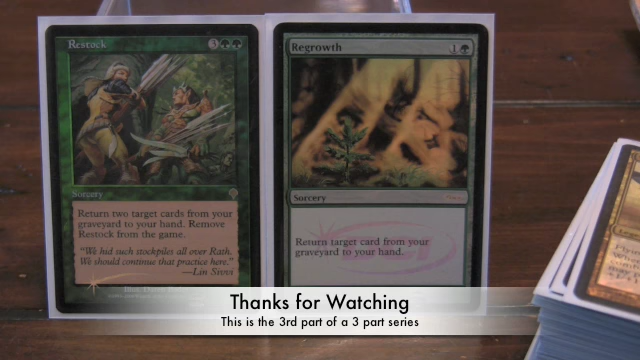 Restock
3
Sorcery
Return two target cards from your
graveyard to your hand. Remove
Restock from the game.
"We hid such stockpiles all over Rath.
We should continue that practice here."
—Lin Sivvi
Regrowth
1
Sorcery
Return target card from your
graveyard to your hand.
Thanks for Watching
This is the 3rd part of a 3 part series